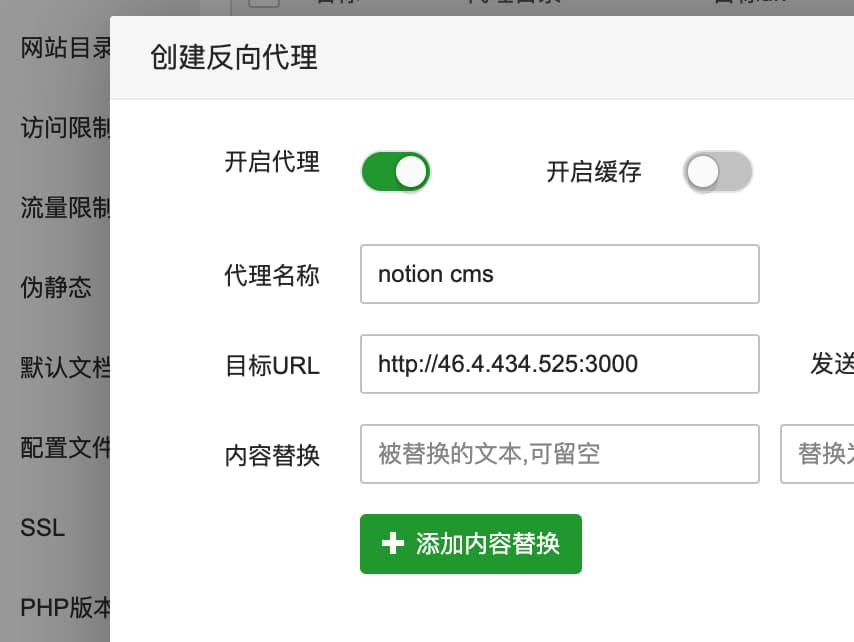 网站目录
访问限制
流量限制
伪静态
默认文档
配置文件
SSL
PHP版本
创建反向代理
开启代理 开启缓存
代理名称 notion cms
目标URL http://46.4.434.525:3000 发送
内容替换 被替换的文本,可留空 替换为
添加内容替换